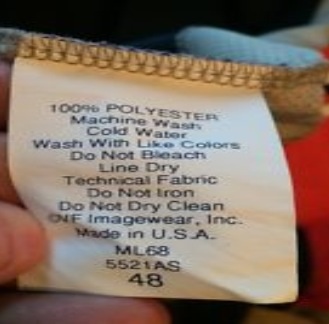 100% POLYESTER
Machine Wash
Cold Water
Wash With Like Colors
Do Not Bleach
Line Dry
Technical Fabric
Do Not Iron
Do Not Dry Clean
Imagewear, Inc.
Made in U.S.A.
ML68
5521AS
48